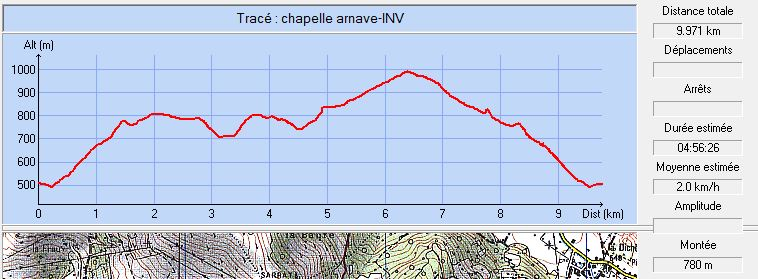 Tracé : chapelle arnave-INV
Alt (m)
1000
900
800
700
600
500
0 1 2 3 4 5 6 7 8 9 Dist (km)
Distance totale
9.971 km
Déplacements
Arrêts
Durée estimée
04:56:26
Moyenne estimée
2.0 km/h
Amplitude
Montée
780 m